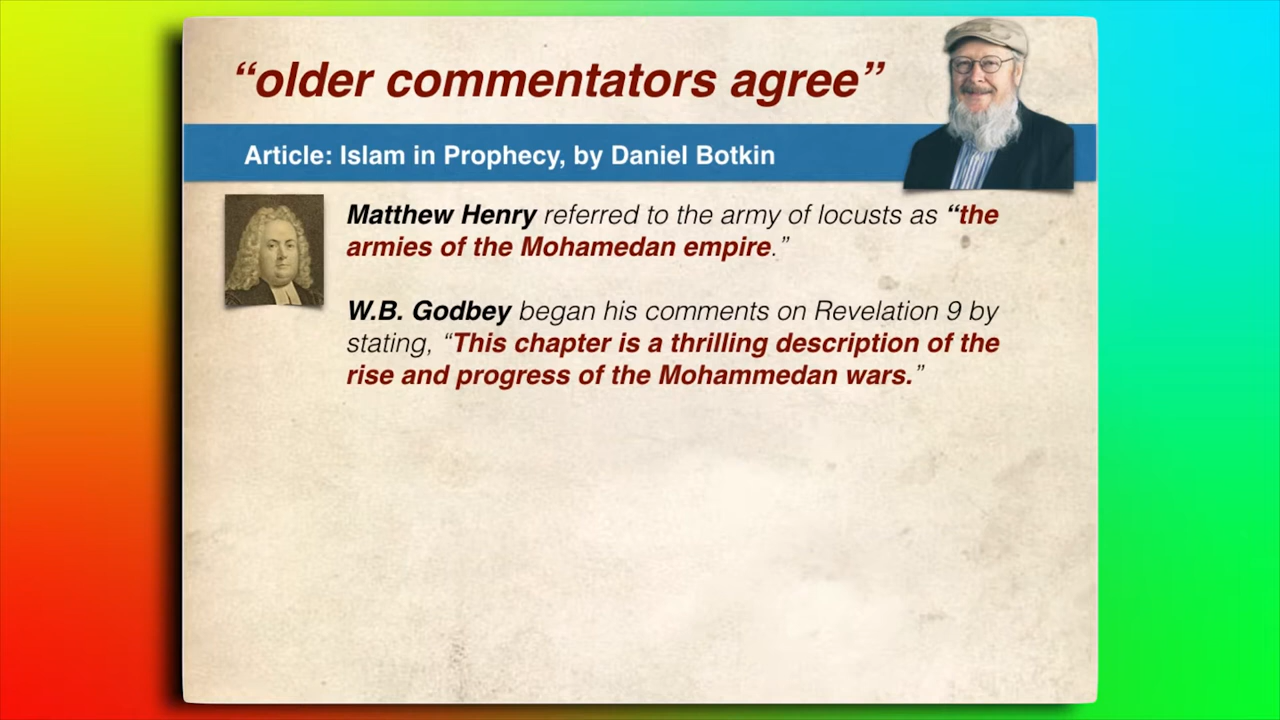 “older commentators agree”
Article: Islam in Prophecy, by Daniel Botkin
Matthew Henry referred to the army of locusts as “the
armies of the Mohamedan empire.”
W.B. Godbey began his comments on Revelation 9 by
stating, “This chapter is a thrilling description of the
rise and progress of the Mohammedan wars.”